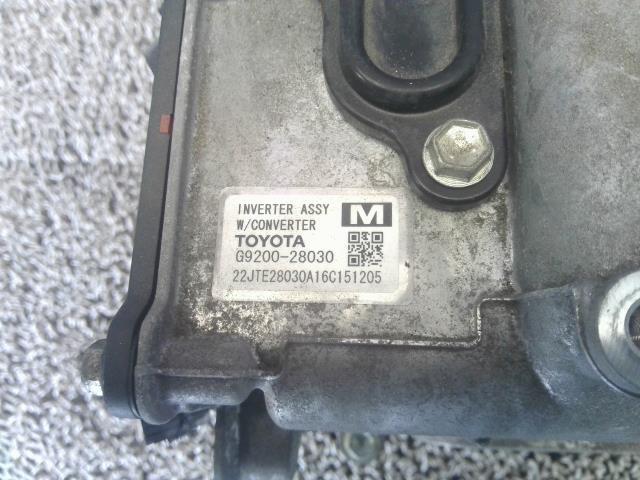 INVERTER ASSY M
W/CONVERTER
TOYOTA
G9200-28030
22JTE28030A16C151205